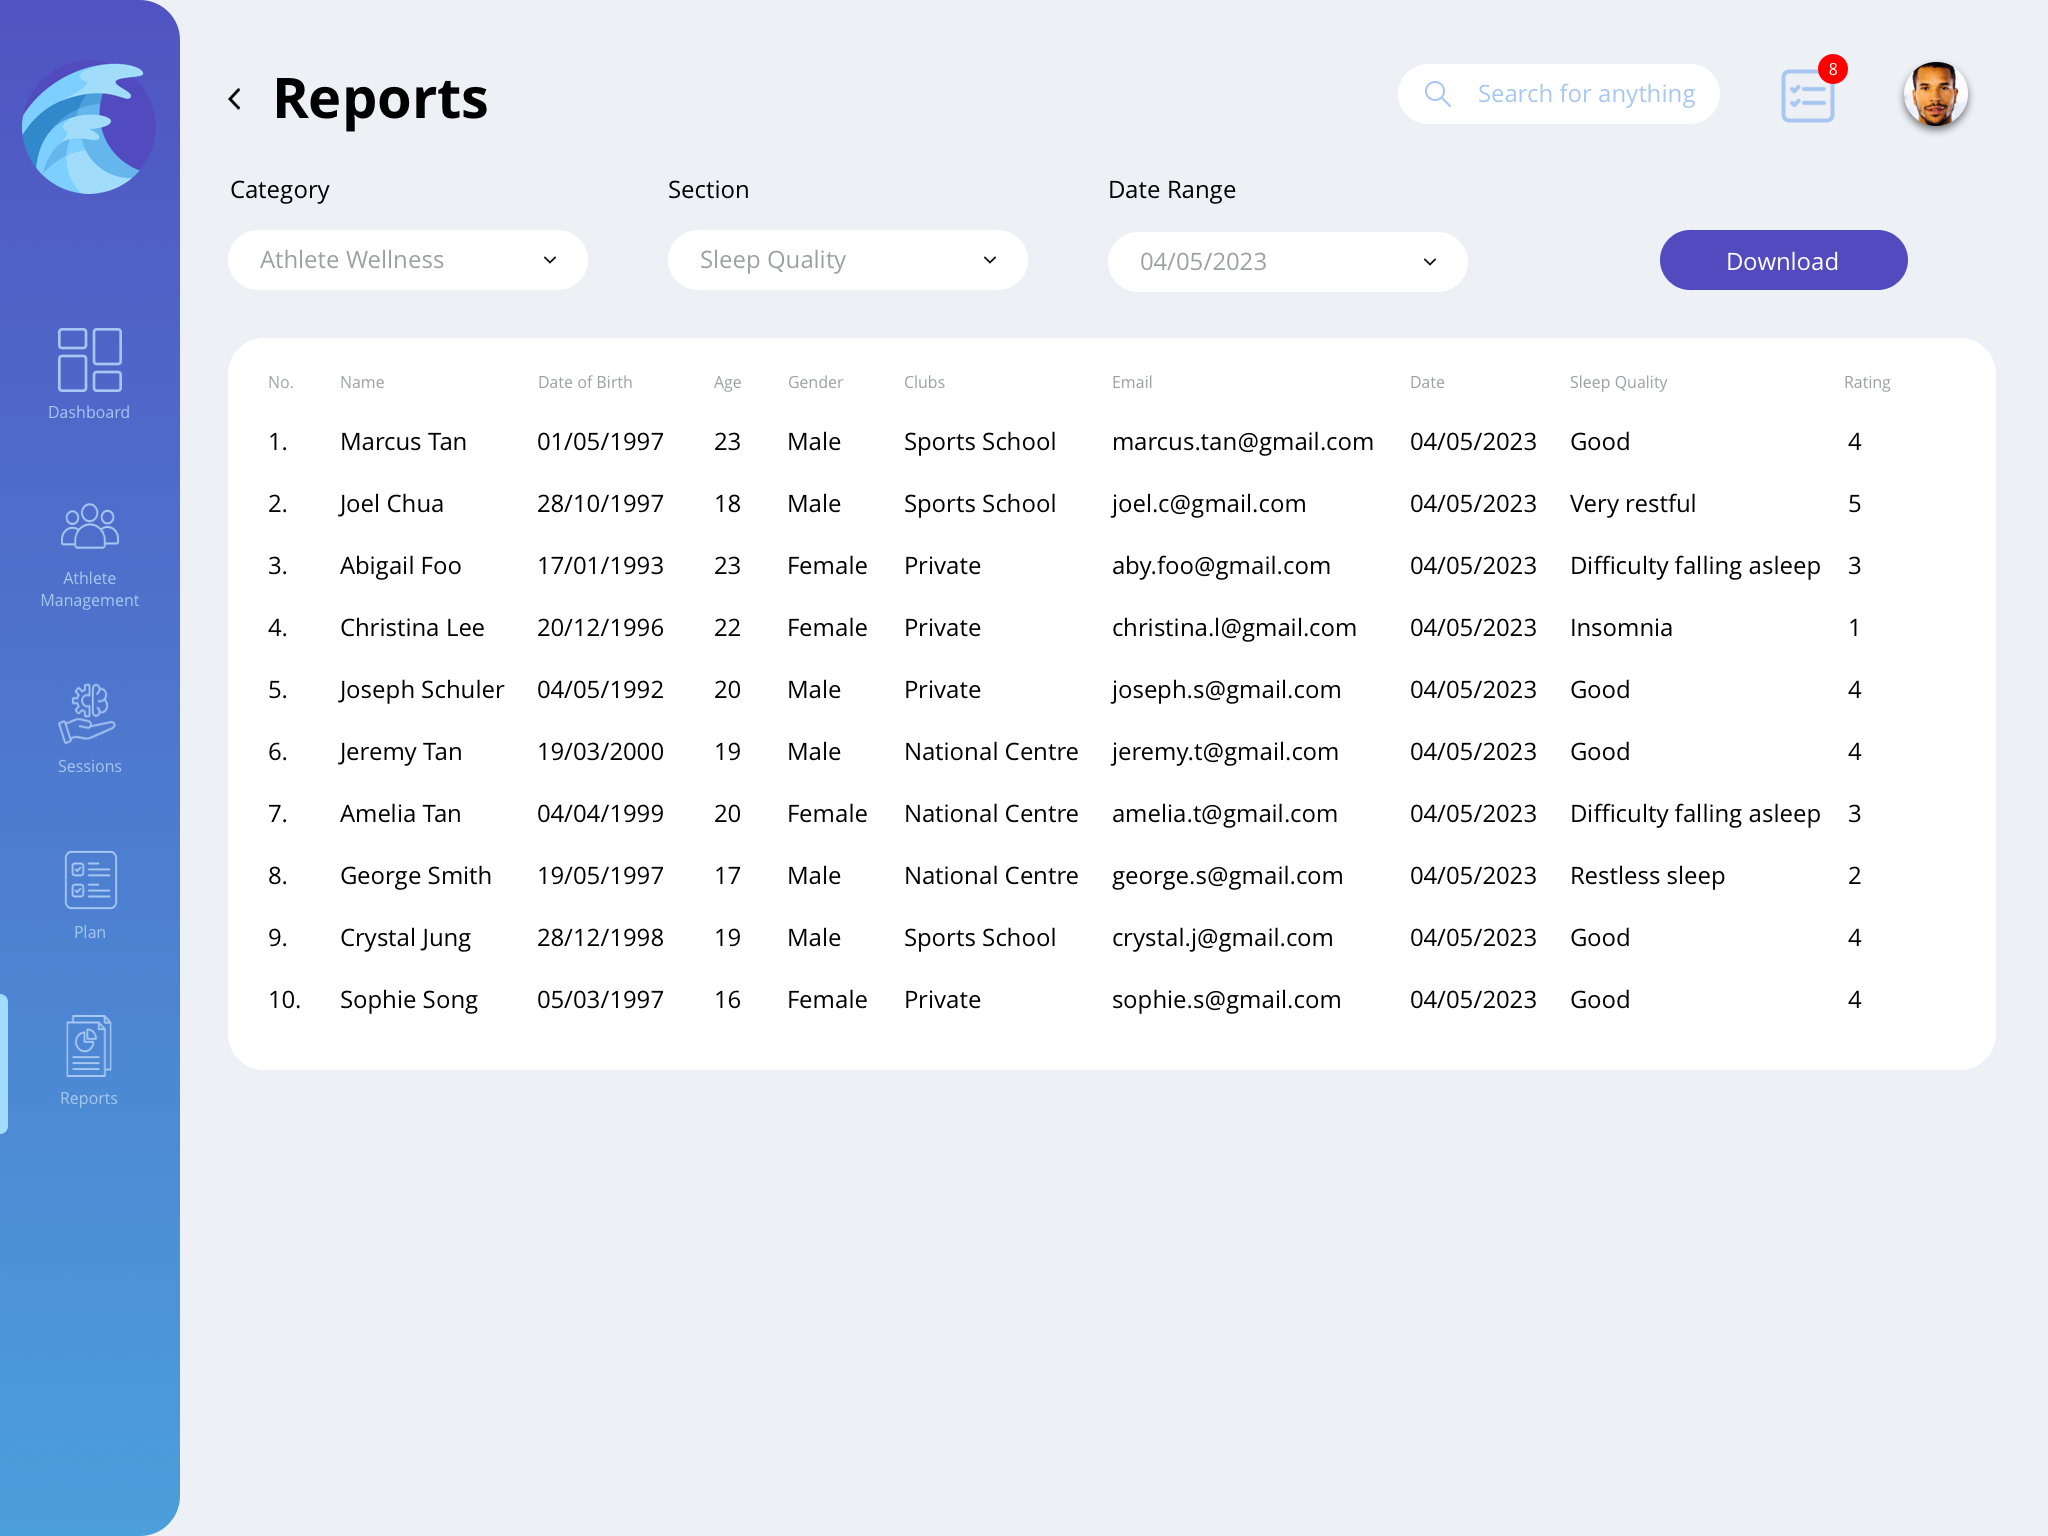 Reports
Search for anything
8
Category
Section
Date Range
Athlete Wellness
Sleep Quality
04/05/2023
Download
Dashboard
Athlete
Management
Sessions
Plan
Reports
No. Name Date of Birth Age Gender Clubs Email Date Sleep Quality Rating
1. Marcus Tan 01/05/1997 23 Male Sports School marcus.tan@gmail.com 04/05/2023 Good 4
2. Joel Chua 28/10/1997 18 Male Sports School joel.c@gmail.com 04/05/2023 Very restful 5
3. Abigail Foo 17/01/1993 23 Female Private aby.foo@gmail.com 04/05/2023 Difficulty falling asleep 3
4. Christina Lee 20/12/1996 22 Female Private christina.l@gmail.com 04/05/2023 Insomnia 1
5. Joseph Schuler 04/05/1992 20 Male Private joseph.s@gmail.com 04/05/2023 Good 4
6. Jeremy Tan 19/03/2000 19 Male National Centre jeremy.t@gmail.com 04/05/2023 Good 4
7. Amelia Tan 04/04/1999 20 Female National Centre amelia.t@gmail.com 04/05/2023 Difficulty falling asleep 3
8. George Smith 19/05/1997 17 Male National Centre george.s@gmail.com 04/05/2023 Restless sleep 2
9. Crystal Jung 28/12/1998 19 Male Sports School crystal.j@gmail.com 04/05/2023 Good 4
10. Sophie Song 05/03/1997 16 Female Private sophie.s@gmail.com 04/05/2023 Good 4